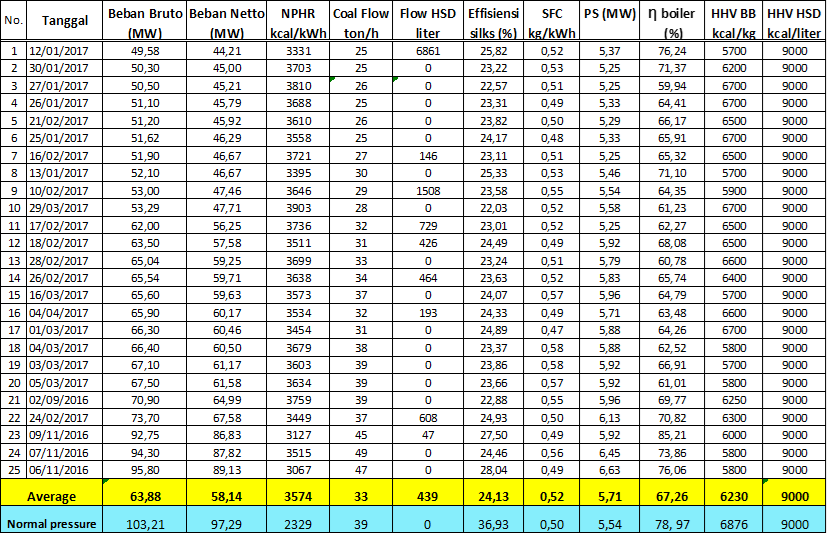 No. Tanggal Beban Bruto (MW) Beban Netto (MW) NPHR kcal/kWh Coal Flow ton/h Flow HSD liter Effisiensi silks (%) SFC kg/kWh PS (MW) η boiler (%) HHV BB kcal/kg HHV HSD kcal/liter
1 12/01/2017 49,58 44,21 3331 25 6861 25,82 0,52 5,37 76,24 5700 9000
2 30/01/2017 50,30 45,00 3703 25 0 23,22 0,53 5,25 71,37 6200 9000
3 27/01/2017 50,50 45,21 3810 26 0 22,57 0,51 5,25 59,94 6700 9000
4 26/01/2017 51,10 45,79 3688 25 0 23,31 0,49 5,33 64,41 6700 9000
5 21/02/2017 51,20 45,92 3610 26 0 23,82 0,50 5,29 66,17 6500 9000
6 25/01/2017 51,62 46,29 3558 25 0 24,17 0,48 5,33 65,91 6700 9000
7 16/02/2017 51,90 46,67 3721 27 146 23,11 0,51 5,25 65,32 6500 9000
8 13/01/2017 52,10 46,67 3395 30 0 25,33 0,53 5,46 71,10 5700 9000
9 10/02/2017 53,00 47,46 3646 29 1508 23,58 0,55 5,54 64,35 5900 9000
10 29/03/2017 53,29 47,71 3903 28 0 22,03 0,52 5,58 61,23 6700 9000
11 17/02/2017 62,00 56,25 3736 32 729 23,01 0,52 5,25 62,27 6500 9000
12 18/02/2017 63,50 57,58 3511 31 426 24,49 0,49 5,92 68,08 6500 9000
13 28/02/2017 65,04 59,25 3699 33 0 23,24 0,51 5,79 60,78 6600 9000
14 26/02/2017 65,54 59,71 3638 34 464 23,63 0,52 5,83 65,74 6400 9000
15 16/03/2017 65,60 59,63 3573 37 0 24,07 0,57 5,96 64,79 5700 9000
16 04/04/2017 65,90 60,17 3534 32 193 24,33 0,49 5,71 63,48 6600 9000
17 01/03/2017 66,30 60,46 3454 31 0 24,89 0,47 5,88 64,26 6700 9000
18 04/03/2017 66,40 60,50 3679 38 0 23,37 0,58 5,88 62,52 5800 9000
19 03/03/2017 67,10 61,17 3603 39 0 23,86 0,58 5,92 66,91 5700 9000
20 05/03/2017 67,50 61,58 3634 39 0 23,66 0,57 5,92 61,01 5800 9000
21 02/09/2016 70,90 64,99 3759 39 0 22,88 0,55 5,96 69,77 6250 9000
22 24/02/2017 73,70 67,58 3449 37 608 24,93 0,50 6,13 70,82 6300 9000
23 09/11/2016 92,75 86,83 3127 45 47 27,50 0,49 5,92 85,21 6000 9000
24 07/11/2016 94,30 87,82 3515 49 0 24,46 0,56 6,45 73,86 5800 9000
25 06/11/2016 95,80 89,13 3067 47 0 28,04 0,49 6,63 76,06 5800 9000
Average 63,88 58,14 3574 33 439 24,13 0,52 5,71 67,26 6230 9000
Normal pressure 103,21 97,29 2329 39 0 36,93 0,50 5,54 78, 97 6876 9000